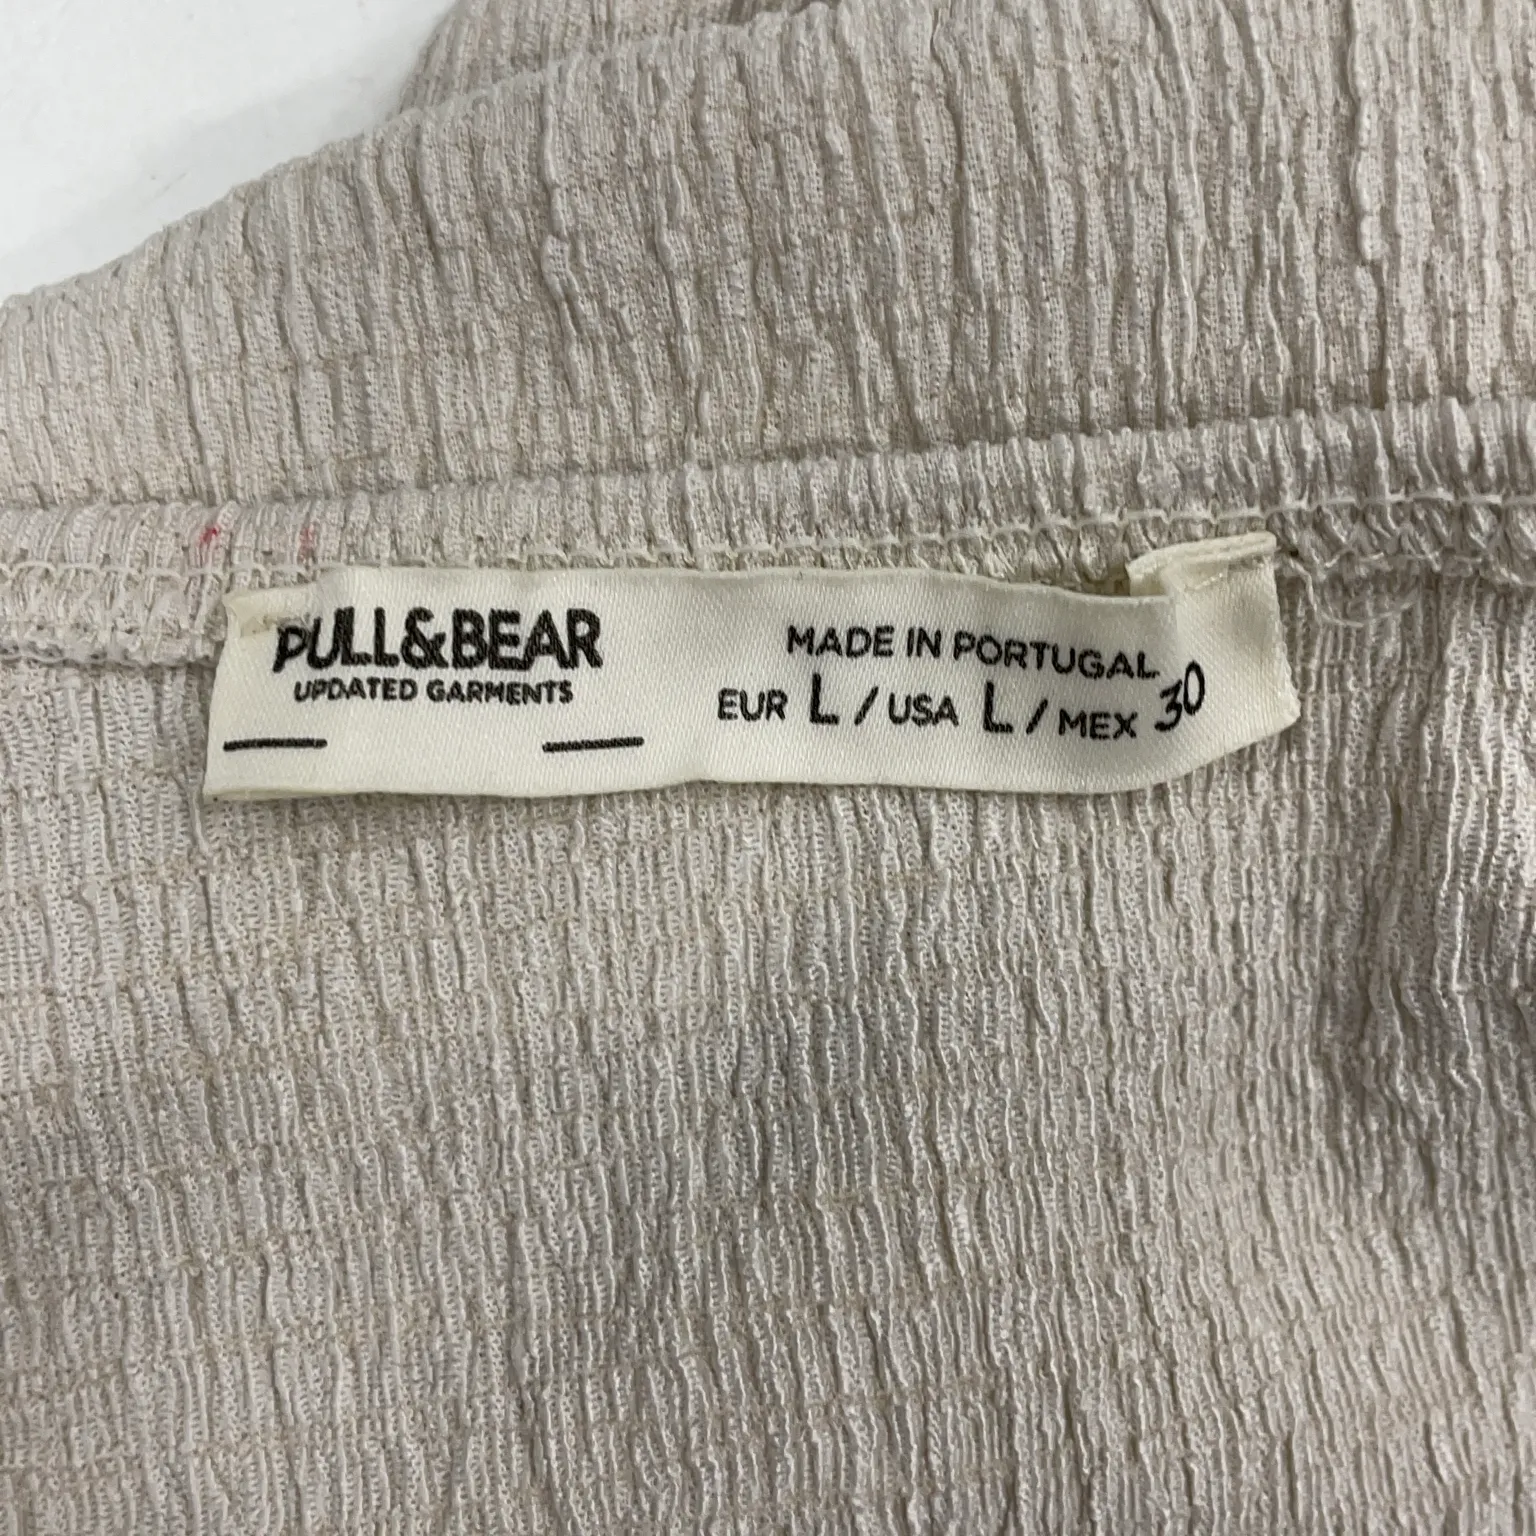 PULL&BEAR
UPDATED GARMENTS
MADE IN PORTUGAL
EUR L / USA L / MEX 30